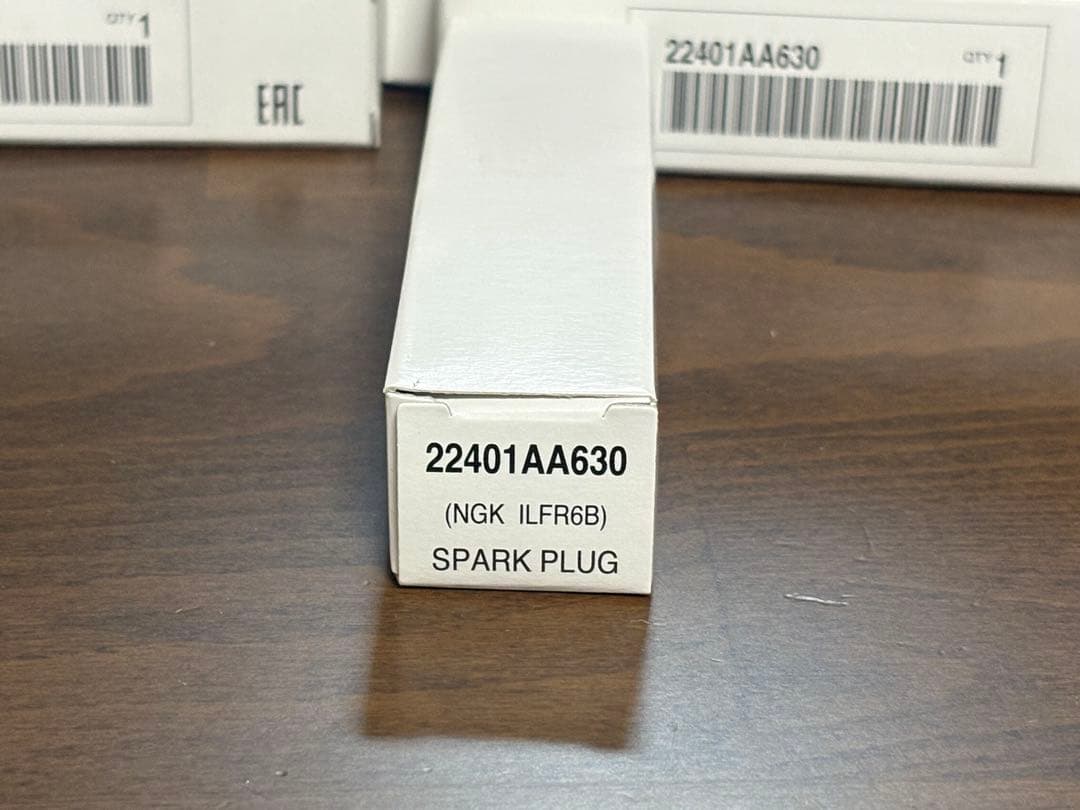 QTY 1
EAC
22401AA630 QTY 1
22401AA630
(NGK ILFR6B)
SPARK PLUG